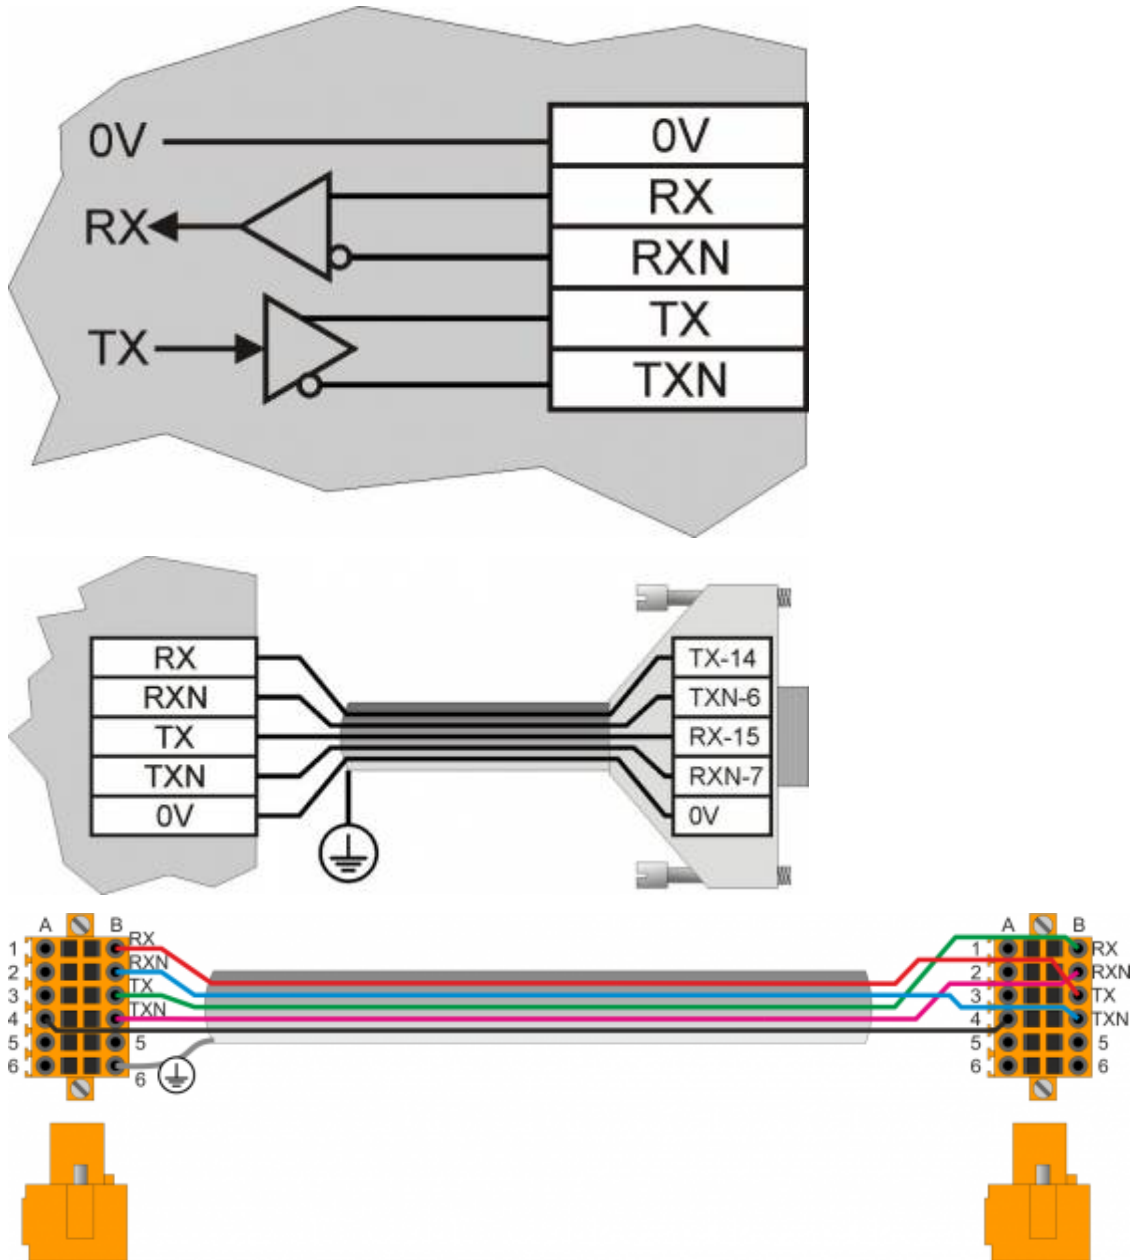 0V 0V
RX RX
RXN
TX TX
TXN
RX TX-14
RXN TXN-6
TX RX-15
TXN RXN-7
0V 0V
A B A B
1 RX 1 RX
2 RXN 2 RXN
3 TX 3 TX
4 TXN 4 TXN
5 5 5 5
6 6 6 6